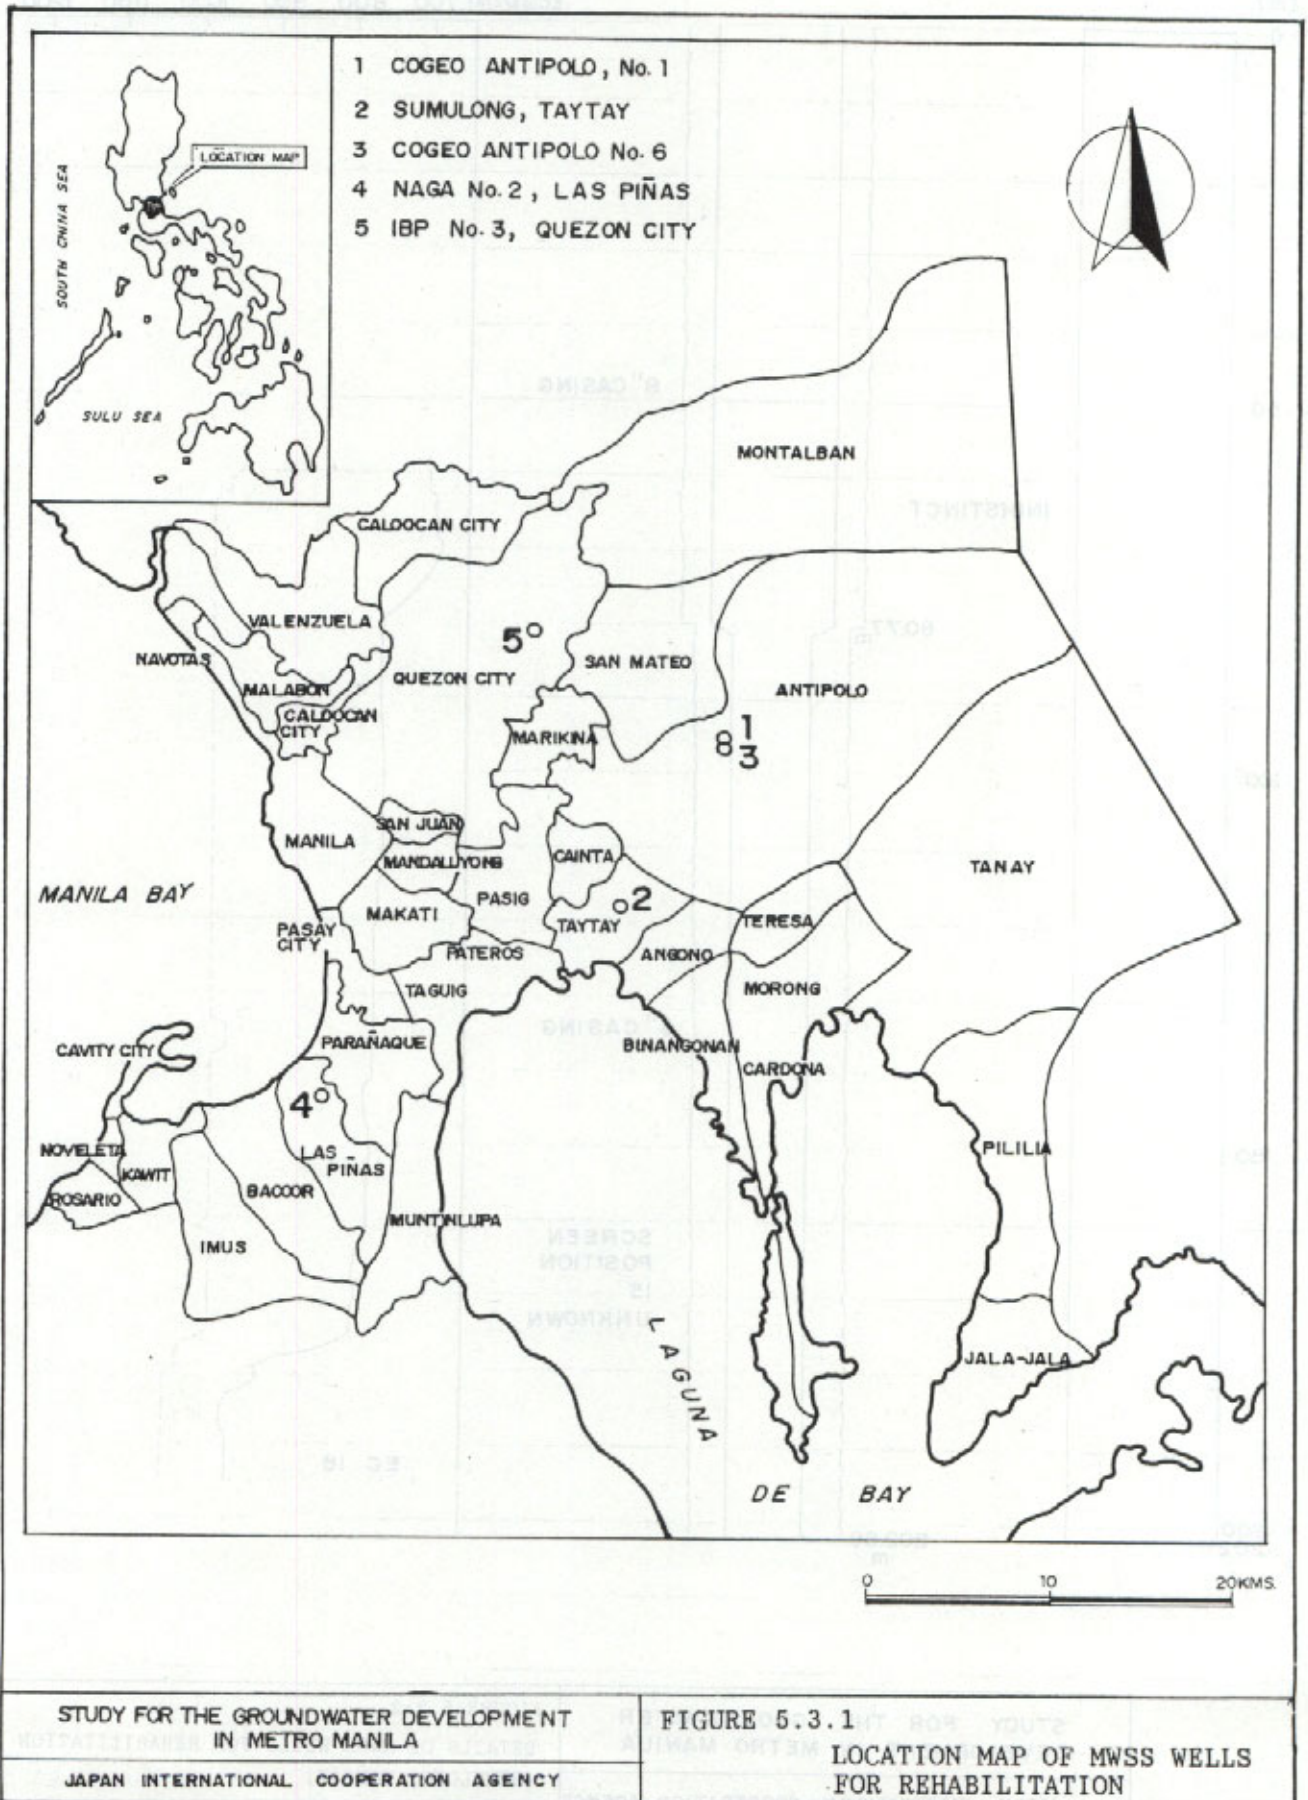 1 COGEO ANTIPOLO, No. 1
2 SUMULONG, TAYTAY
3 COGEO ANTIPOLO No. 6
4 NAGA No. 2, LAS PIÑAS
5 IBP No. 3, QUEZON CITY
LOCATION MAP
SOUTH CHINA SEA
SULU SEA
MONTALBAN
CALOOCAN CITY
VALENZUELA
5
NAVOTAS
SAN MATEO
QUEZON CITY
MALABON
ANTIPOLO
CALOOCAN
CITY
MARIKINA
1
3
SAN JUAN
MANILA
MANDALUYONG
CAINTA
TANAY
MANILA BAY
PASIG
2
MAKATI
TAYTAY
TERESA
PASAY
CITY
PATEROS
ANGONO
TAGUIG
MORONG
PARAÑAQUE
BINANGONAN
CAVITY CITY
CARDONA
4
NOVELETA
LAS
PIÑAS
PILILIA
KAWIT
ROSARIO
BACOOR
MUNTINLUPA
IMUS
JALA-JALA
LAGUNA
DE BAY
0 10 20KMS.
STUDY FOR THE GROUNDWATER DEVELOPMENT
IN METRO MANILA
JAPAN INTERNATIONAL COOPERATION AGENCY
FIGURE 5.3.1
LOCATION MAP OF MWSS WELLS
FOR REHABILITATION